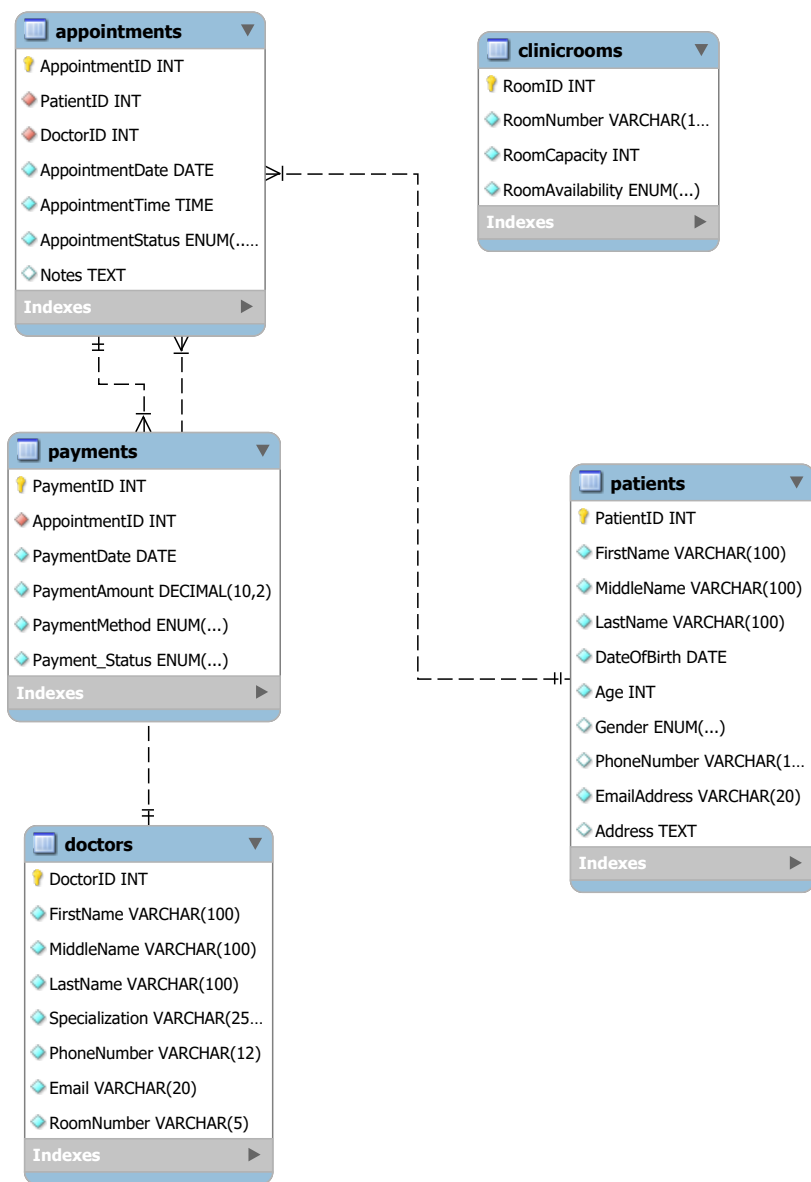 appointments
AppointmentID INT
PatientID INT
DoctorID INT
AppointmentDate DATE
AppointmentTime TIME
AppointmentStatus ENUM(.....
Notes TEXT
Indexes
clinicrooms
RoomID INT
RoomNumber VARCHAR(1...
RoomCapacity INT
RoomAvailability ENUM(...)
Indexes
payments
PaymentID INT
AppointmentID INT
PaymentDate DATE
PaymentAmount DECIMAL(10,2)
PaymentMethod ENUM(...)
Payment_Status ENUM(...)
Indexes
patients
PatientID INT
FirstName VARCHAR(100)
MiddleName VARCHAR(100)
LastName VARCHAR(100)
DateOfBirth DATE
Age INT
Gender ENUM(...)
PhoneNumber VARCHAR(1...
EmailAddress VARCHAR(20)
Address TEXT
Indexes
doctors
DoctorID INT
FirstName VARCHAR(100)
MiddleName VARCHAR(100)
LastName VARCHAR(100)
Specialization VARCHAR(25...
PhoneNumber VARCHAR(12)
Email VARCHAR(20)
RoomNumber VARCHAR(5)
Indexes